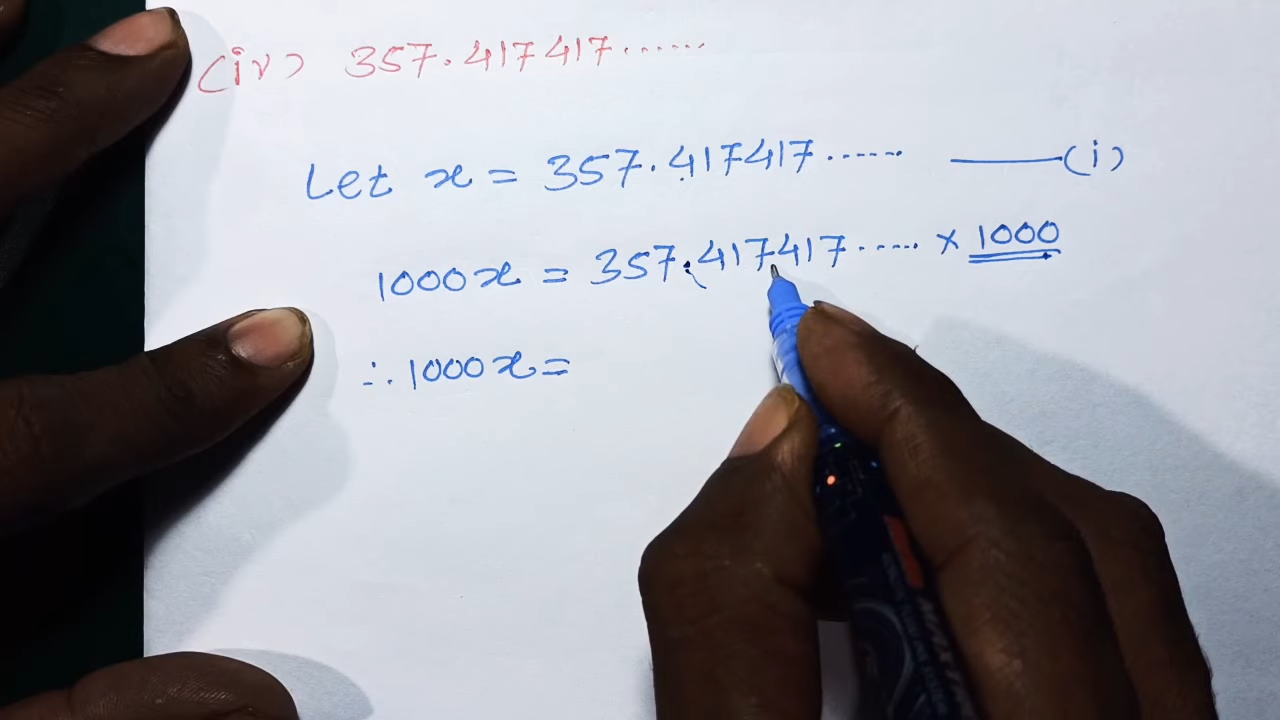 (iv) 357.417417......
Let x = 357.417417...... ———(i)
1000x = 357.417417...... × 1000
∴ 1000x =